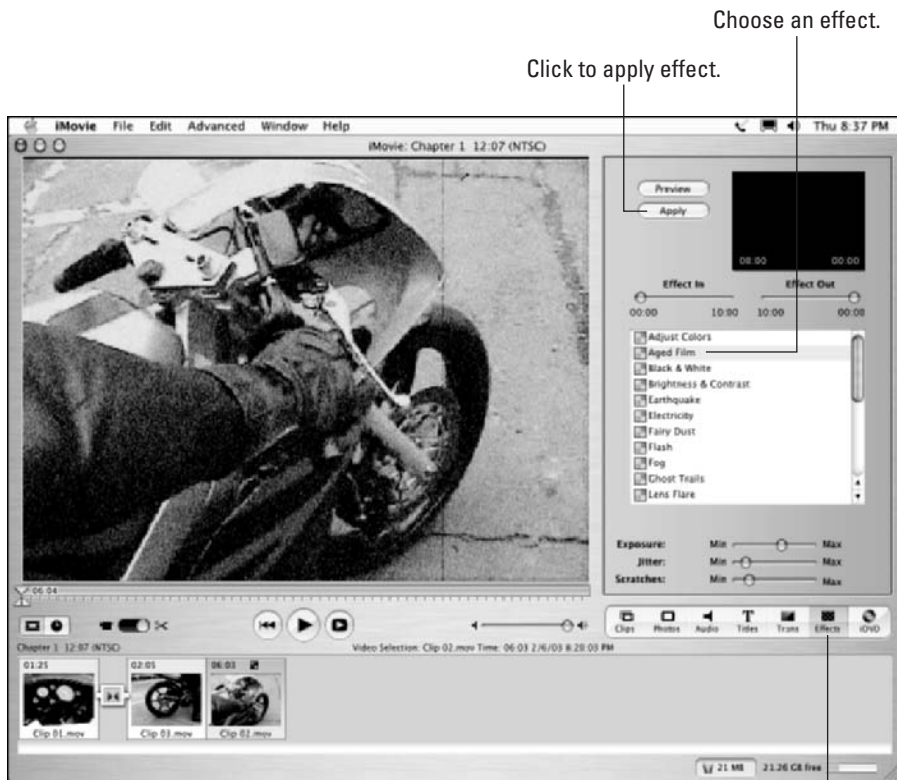 Choose an effect.
Click to apply effect.
iMovie File Edit Advanced Window Help Thu 8:37 PM
iMovie: Chapter 1 12:07 (NTSC)
Preview
Apply
00:00 00:00
Effect In Effect Out
00:00 10:00 10:00 00:00
Adjust Colors
Aged Film
Black & White
Brightness & Contrast
Earthquake
Electricity
Fairy Dust
Flash
Fog
Ghost Trails
Lens Flare
Exposure: Min Max
Jitter: Min Max
Scratches: Min Max
06:04
Clips Photos Audio Titles Trans Effects iDVD
Chapter 1 12:07 (NTSC) Video Selection: Clip 02.mov Time: 06:03 2/6/03 8:28:03 PM
01:25 02:05 06:03
Clip 01.mov Clip 03.mov Clip 02.mov
21 MB 21.26 GB free